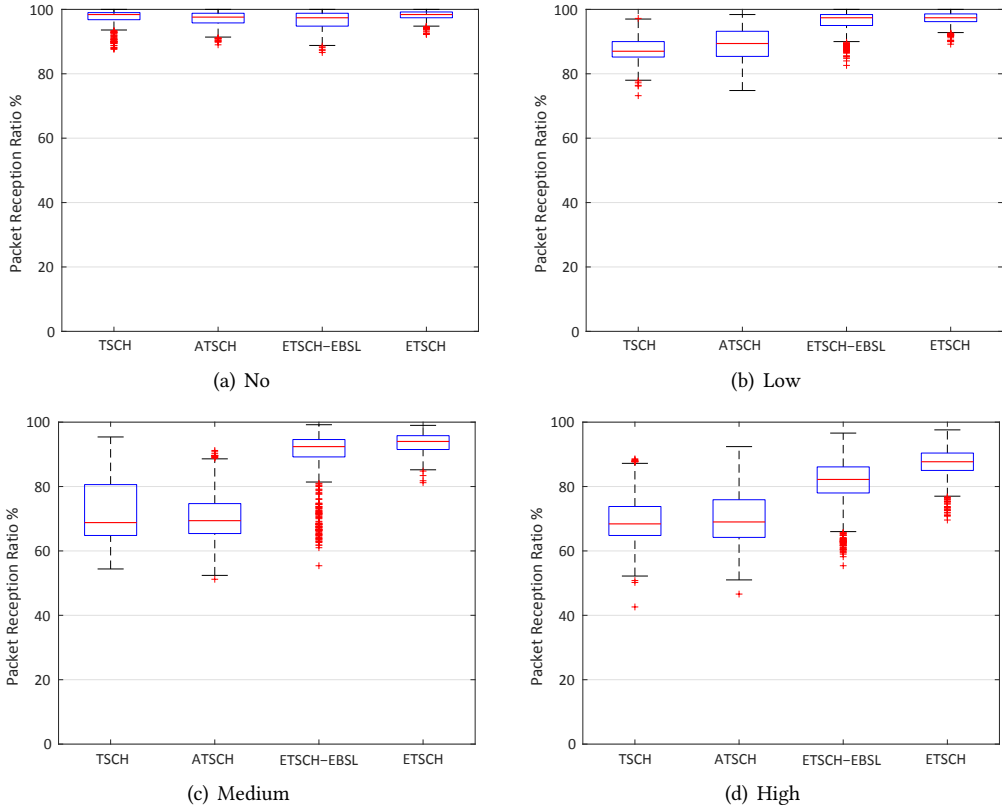 Packet Reception Ratio %
100
80
60
40
20
0
TSCH ATSCH ETSCH−EBSL ETSCH
(a) No
Packet Reception Ratio %
100
80
60
40
20
0
TSCH ATSCH ETSCH−EBSL ETSCH
(b) Low
Packet Reception Ratio %
100
80
60
40
20
0
TSCH ATSCH ETSCH−EBSL ETSCH
(c) Medium
Packet Reception Ratio %
100
80
60
40
20
0
TSCH ATSCH ETSCH−EBSL ETSCH
(d) High